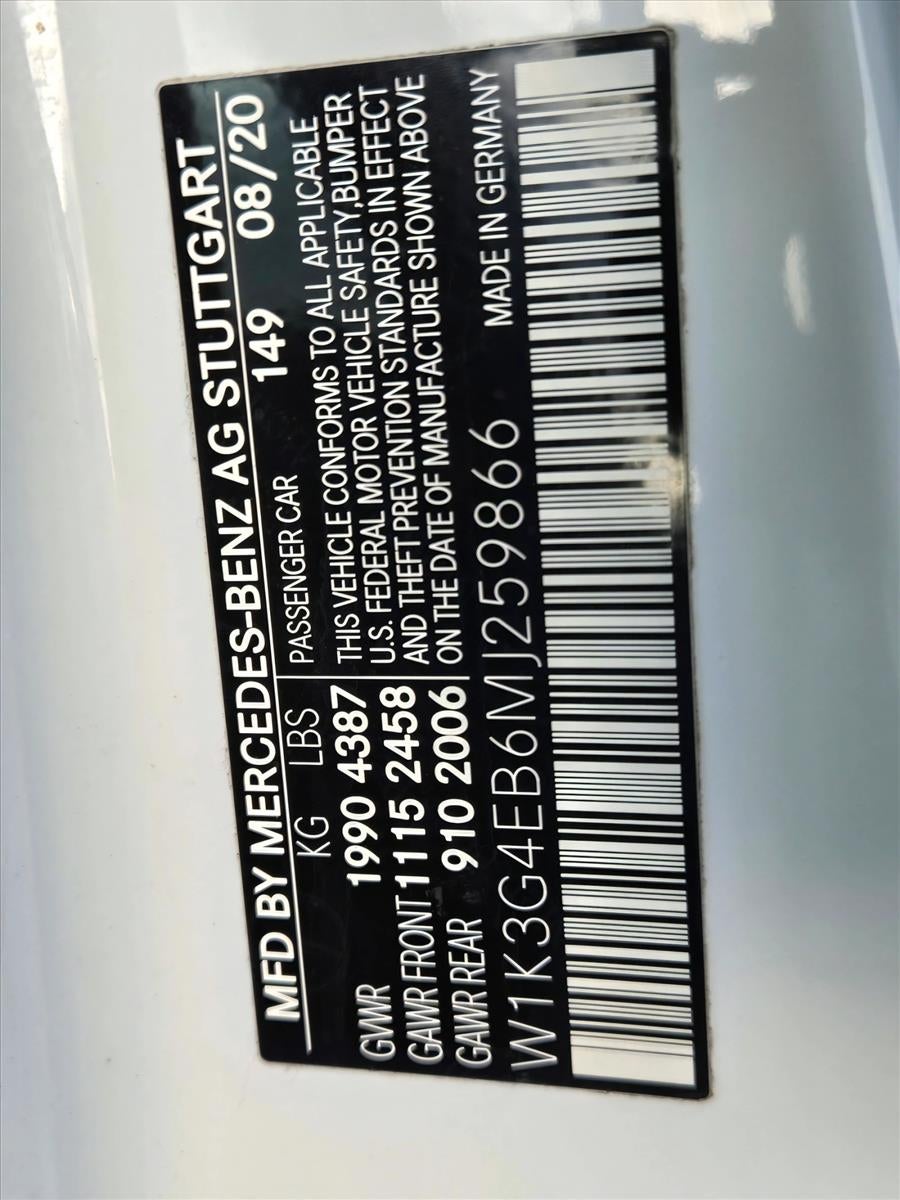 MFD BY MERCEDES-BENZ AG STUTTGART
149 08/20
KG LBS
PASSENGER CAR
GVWR 1990 4387
GAWR FRONT 1115 2458
GAWR REAR 910 2006
THIS VEHICLE CONFORMS TO ALL APPLICABLE
U.S. FEDERAL MOTOR VEHICLE SAFETY,BUMPER
AND THEFT PREVENTION STANDARDS IN EFFECT
ON THE DATE OF MANUFACTURE SHOWN ABOVE
MADE IN GERMANY
W1K3G4EB6MJ259866